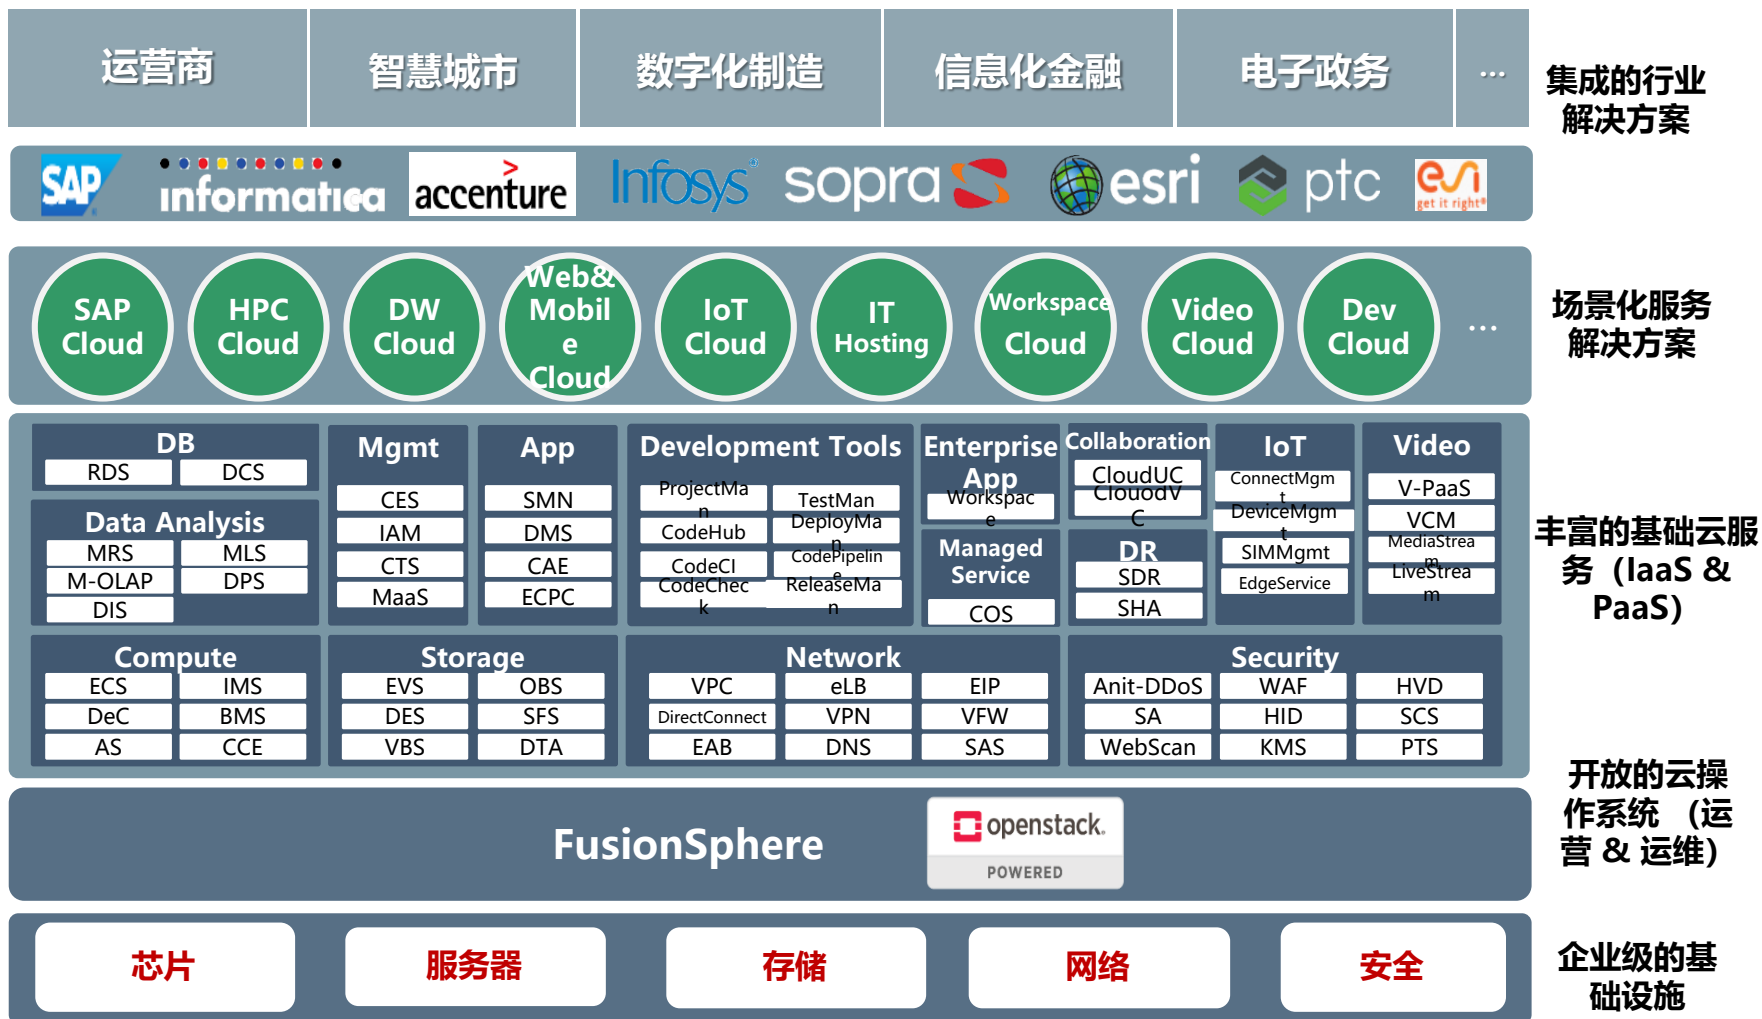 运营商
智慧城市
数字化制造
信息化金融
电子政务
...
集成的行业
解决方案
SAP
informatica
accenture
Infosys
sopra
esri
ptc
esi
get it right®
SAP
Cloud
HPC
Cloud
DW
Cloud
Web&
Mobil
e
Cloud
IoT
Cloud
IT
Hosting
Workspace
Cloud
Video
Cloud
Dev
Cloud
...
场景化服务
解决方案
DB
RDS
DCS
Data Analysis
MRS
MLS
M-OLAP
DPS
DIS
Mgmt
CES
IAM
CTS
MaaS
App
SMN
DMS
CAE
ECPC
Development Tools
ProjectMa
n
TestMan
CodeHub
DeployMa
n
CodeCI
CodePipelin
e
CodeChec
k
ReleaseMa
n
Enterprise
App
Workspac
e
Managed
Service
COS
Collaboration
CloudUC
ClouodV
C
DR
SDR
SHA
IoT
ConnectMgm
t
DeviceMgm
t
SIMMgmt
EdgeService
Video
V-PaaS
VCM
MediaStrea
m
LiveStrea
m
丰富的基础云服
务（IaaS &
PaaS）
Compute
ECS
IMS
DeC
BMS
AS
CCE
Storage
EVS
OBS
DES
SFS
VBS
DTA
Network
VPC
eLB
EIP
DirectConnect
VPN
VFW
EAB
DNS
SAS
Security
Anit-DDoS
WAF
HVD
SA
HID
SCS
WebScan
KMS
PTS
开放的云操
作系统 （运
营 & 运维）
FusionSphere
openstack.
POWERED
芯片
服务器
存储
网络
安全
企业级的基
础设施